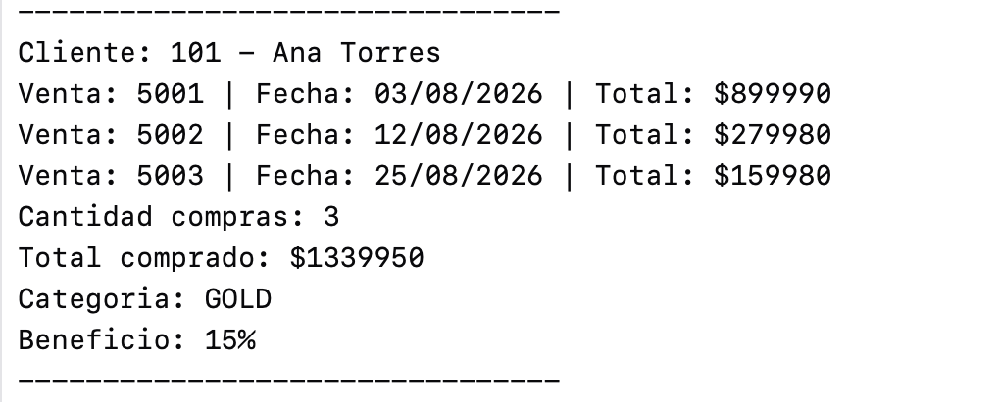 --------------------------------
Cliente: 101 - Ana Torres
Venta: 5001 | Fecha: 03/08/2026 | Total: $899990
Venta: 5002 | Fecha: 12/08/2026 | Total: $279980
Venta: 5003 | Fecha: 25/08/2026 | Total: $159980
Cantidad compras: 3
Total comprado: $1339950
Categoria: GOLD
Beneficio: 15%
--------------------------------